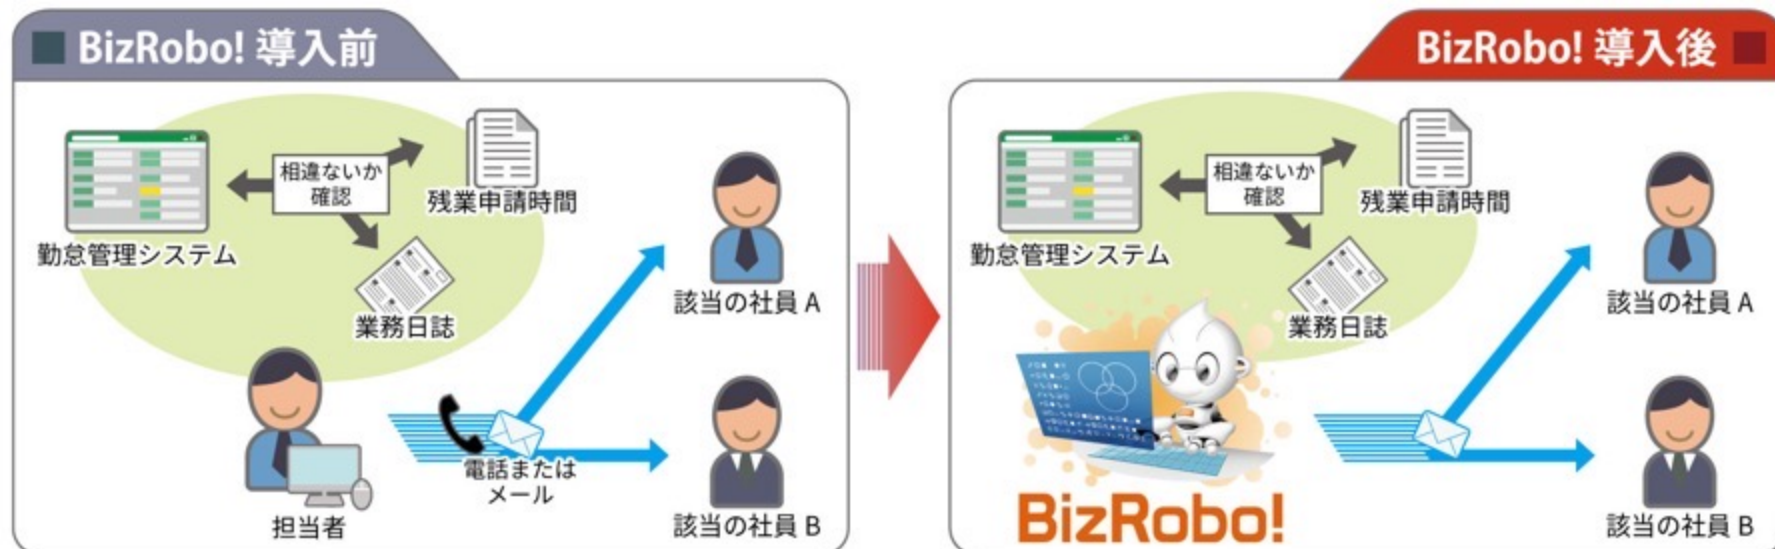 BizRobo! 導入前
相違ないか
確認
残業申請時間
勤怠管理システム
業務日誌
該当の社員 A
電話または
メール
担当者
該当の社員 B
BizRobo! 導入後
相違ないか
確認
残業申請時間
勤怠管理システム
業務日誌
該当の社員 A
BizRobo!
該当の社員 B